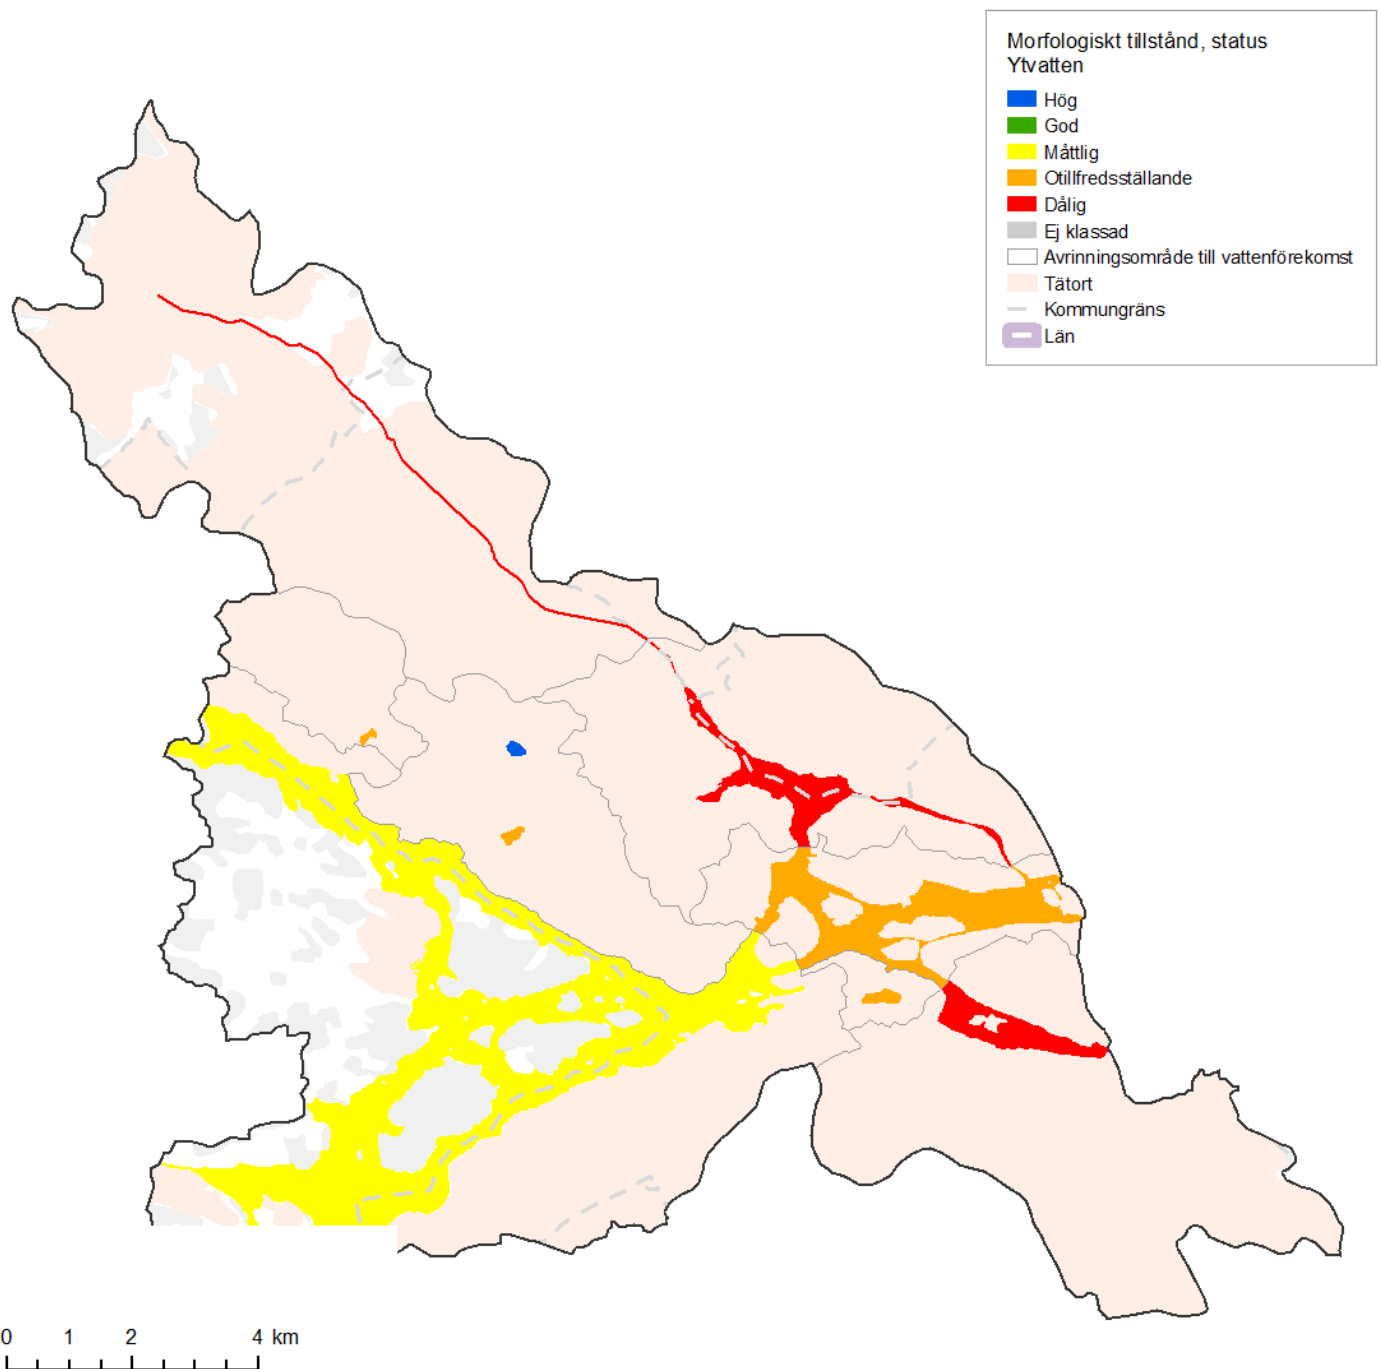 Morfologiskt tillstånd, status
Ytvatten
Hög
God
Måttlig
Otillfredsställande
Dålig
Ej klassad
Avrinningsområde till vattenförekomst
Tätort
Kommungräns
Län
0 1 2 4 km